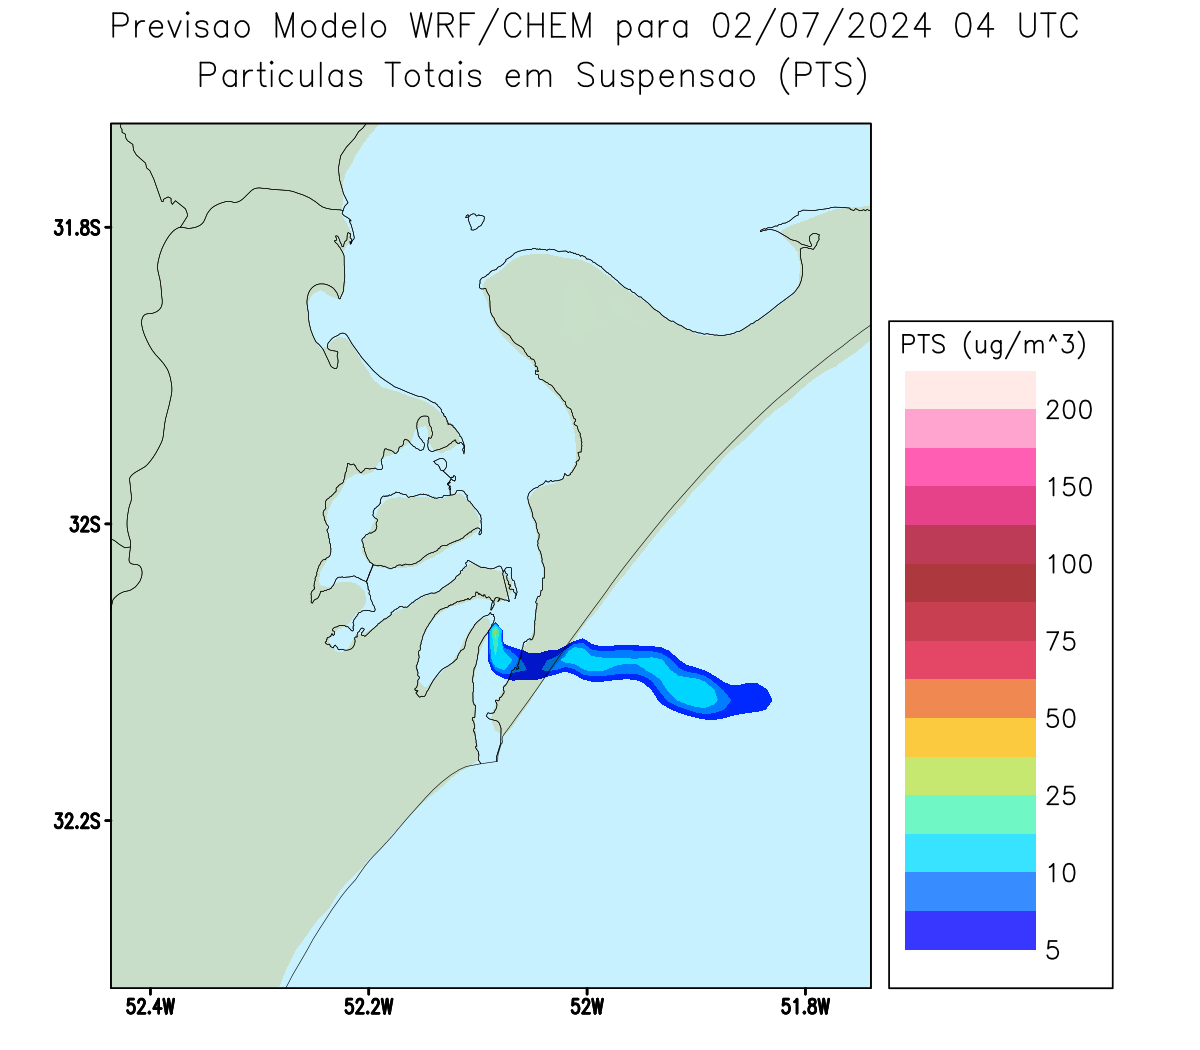 Previsao Modelo WRF/CHEM para 02/07/2024 04 UTC
Particulas Totais em Suspensao (PTS)
31.8S
32S
32.2S
52.4W
52.2W
52W
51.8W
PTS (ug/m^3)
200
150
100
75
50
25
10
5